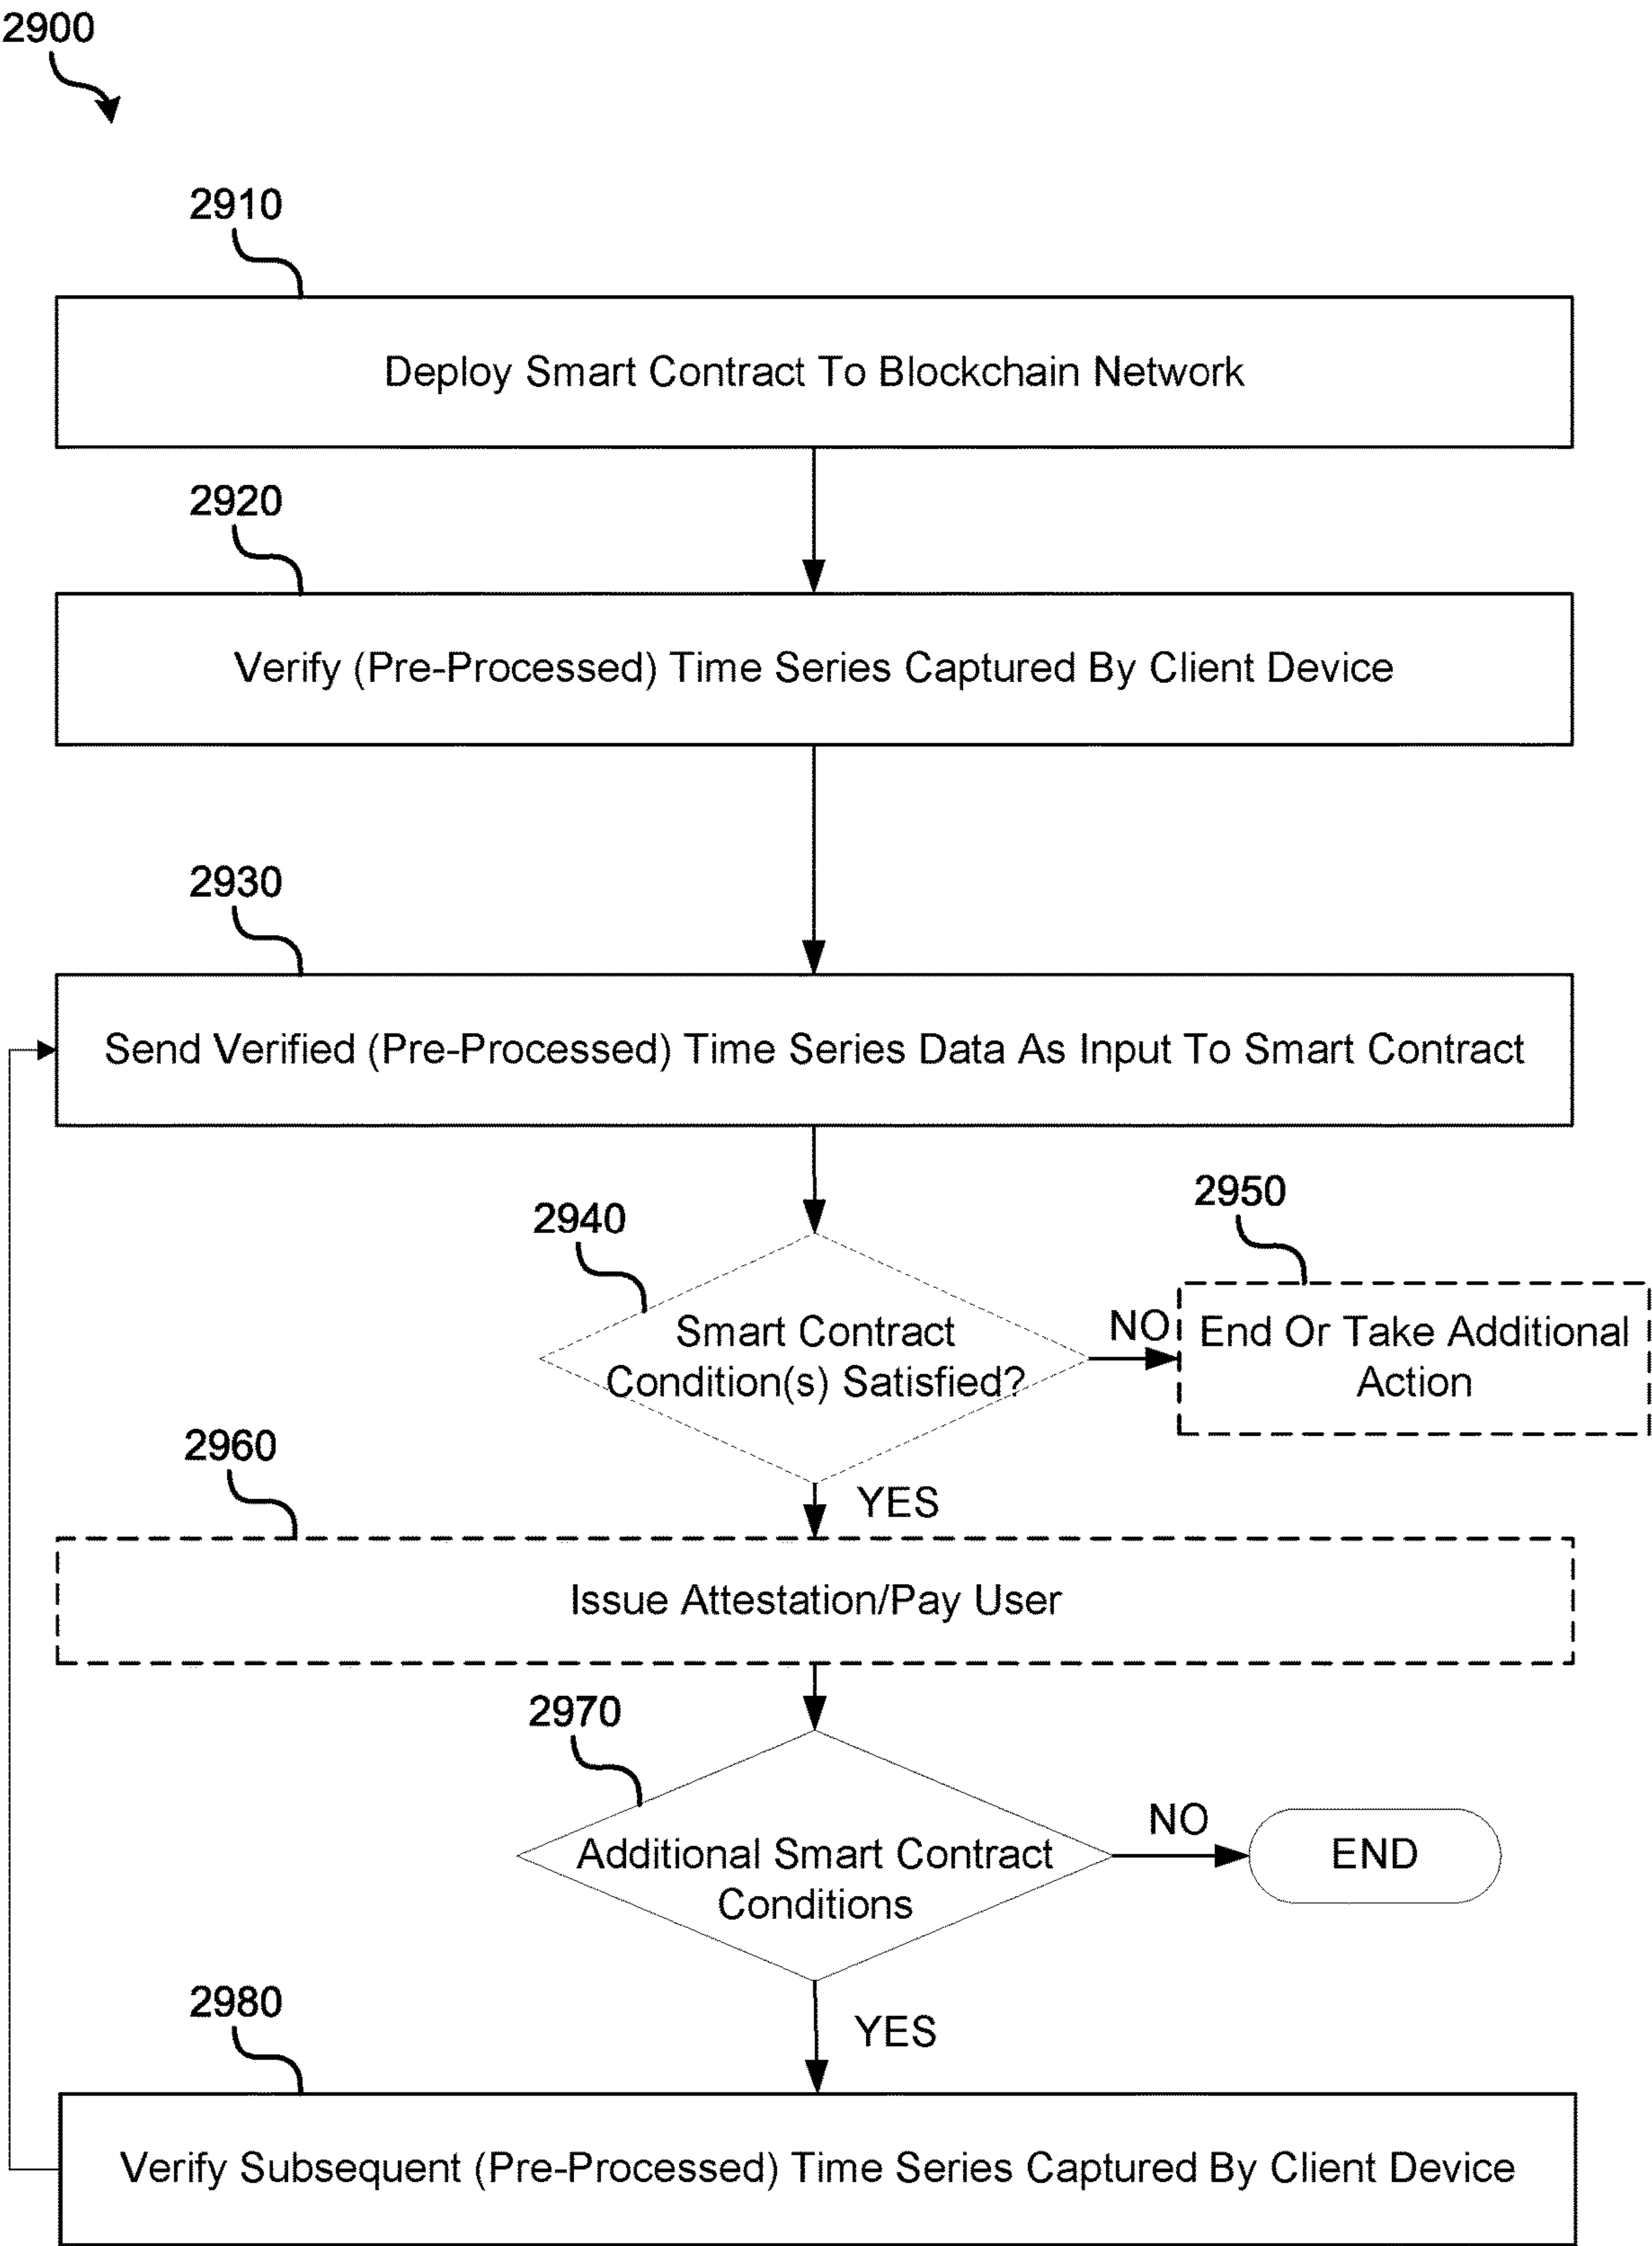 2900
2910
Deploy Smart Contract To Blockchain Network
2920
Verify (Pre-Processed) Time Series Captured By Client Device
2930
Send Verified (Pre-Processed) Time Series Data As Input To Smart Contract
2940
Smart Contract
Condition(s) Satisfied?
NO
2950
End Or Take Additional
Action
YES
2960
Issue Attestation/Pay User
2970
Additional Smart Contract
Conditions
NO
END
YES
2980
Verify Subsequent (Pre-Processed) Time Series Captured By Client Device